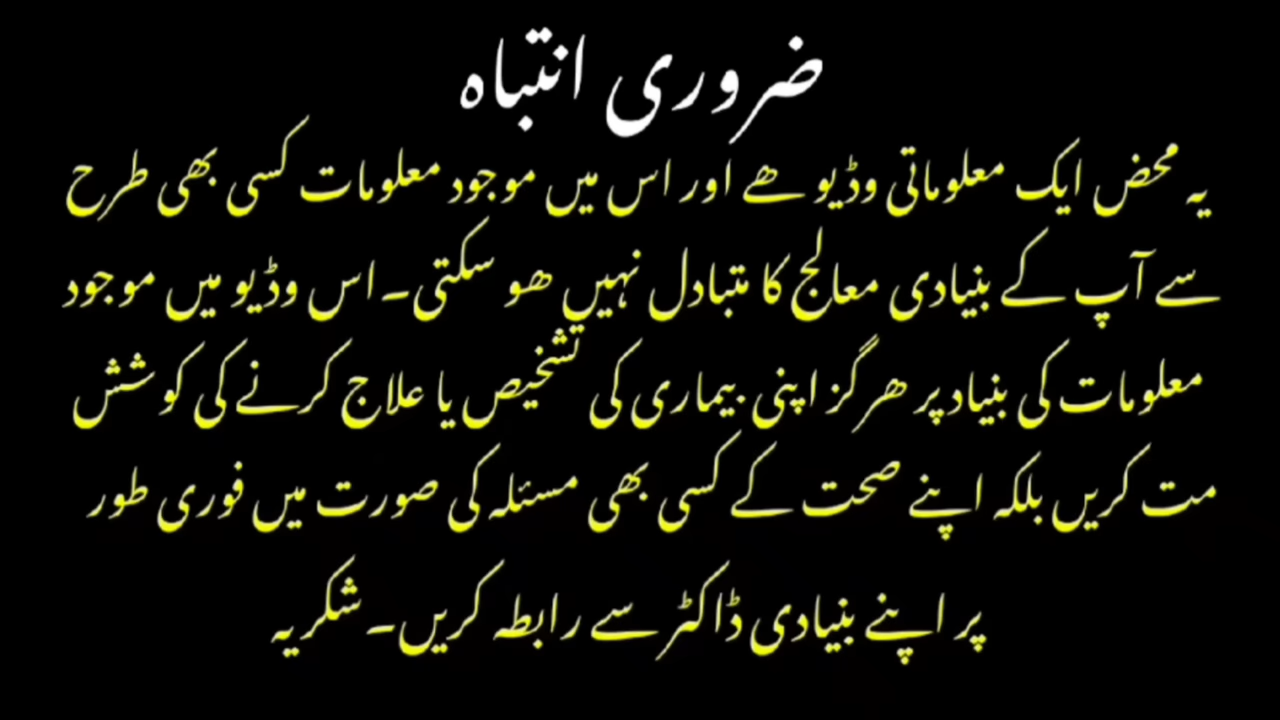 ضروری انتباہ
یہ محض ایک معلوماتی وڈیو ھے اور اس میں موجود معلومات کسی بھی طرح
سے آپ کے بنیادی معالج کا متبادل نہیں ھو سکتی۔ اس وڈیو میں موجود
معلومات کی بنیاد پر ھرگز اپنی بیماری کی تشخیص یا علاج کرنے کی کوشش
مت کریں بلکہ اپنے صحت کے کسی بھی مسئلہ کی صورت میں فوری طور
پر اپنے بنیادی ڈاکٹر سے رابطہ کریں۔ شکریہ